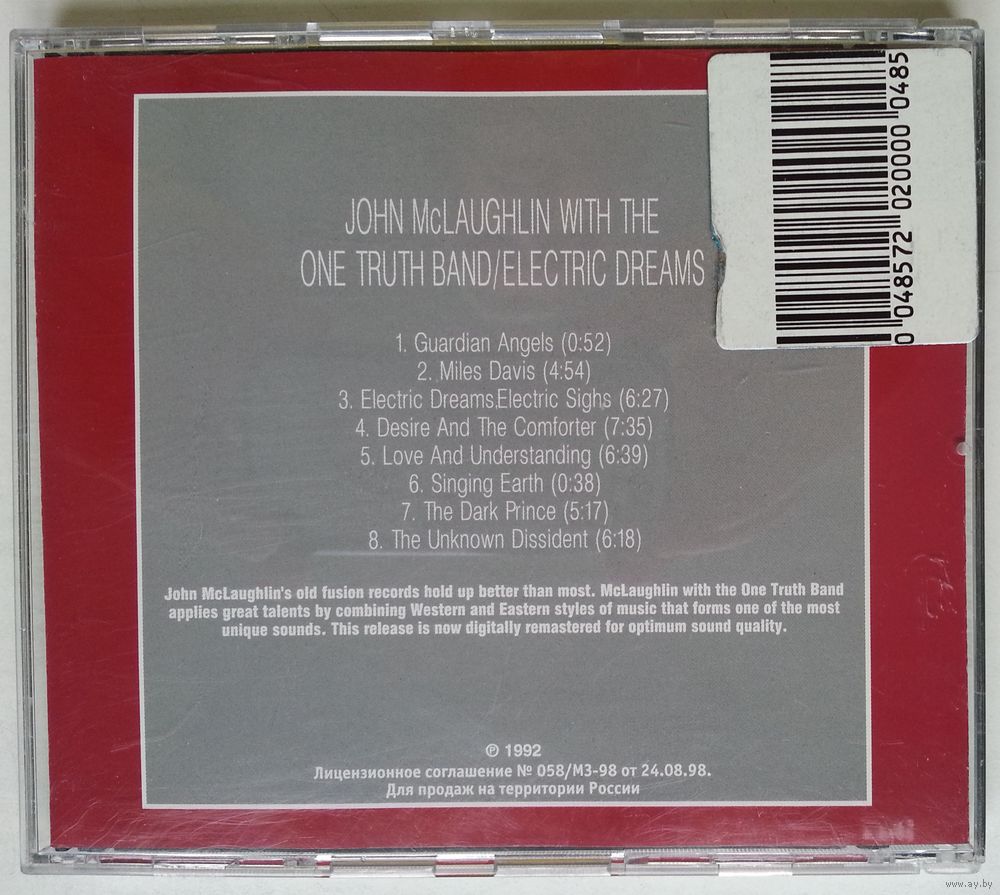 JOHN McLAUGHLIN WITH THE
ONE TRUTH BAND/ELECTRIC DREAMS
1. Guardian Angels (0:52)
2. Miles Davis (4:54)
3. Electric Dreams,Electric Sighs (6:27)
4. Desire And The Comforter (7:35)
5. Love And Understanding (6:39)
6. Singing Earth (0:38)
7. The Dark Prince (5:17)
8. The Unknown Dissident (6:18)
John McLaughlin's old fusion records hold up better than most. McLaughlin with the One Truth Band
applies great talents by combining Western and Eastern styles of music that forms one of the most
unique sounds. This release is now digitally remastered for optimum sound quality.
℗ 1992
Лицензионное соглашение № 058/МЗ-98 от 24.08.98.
Для продаж на территории России
0 048572 020000 0485
www.ay.by